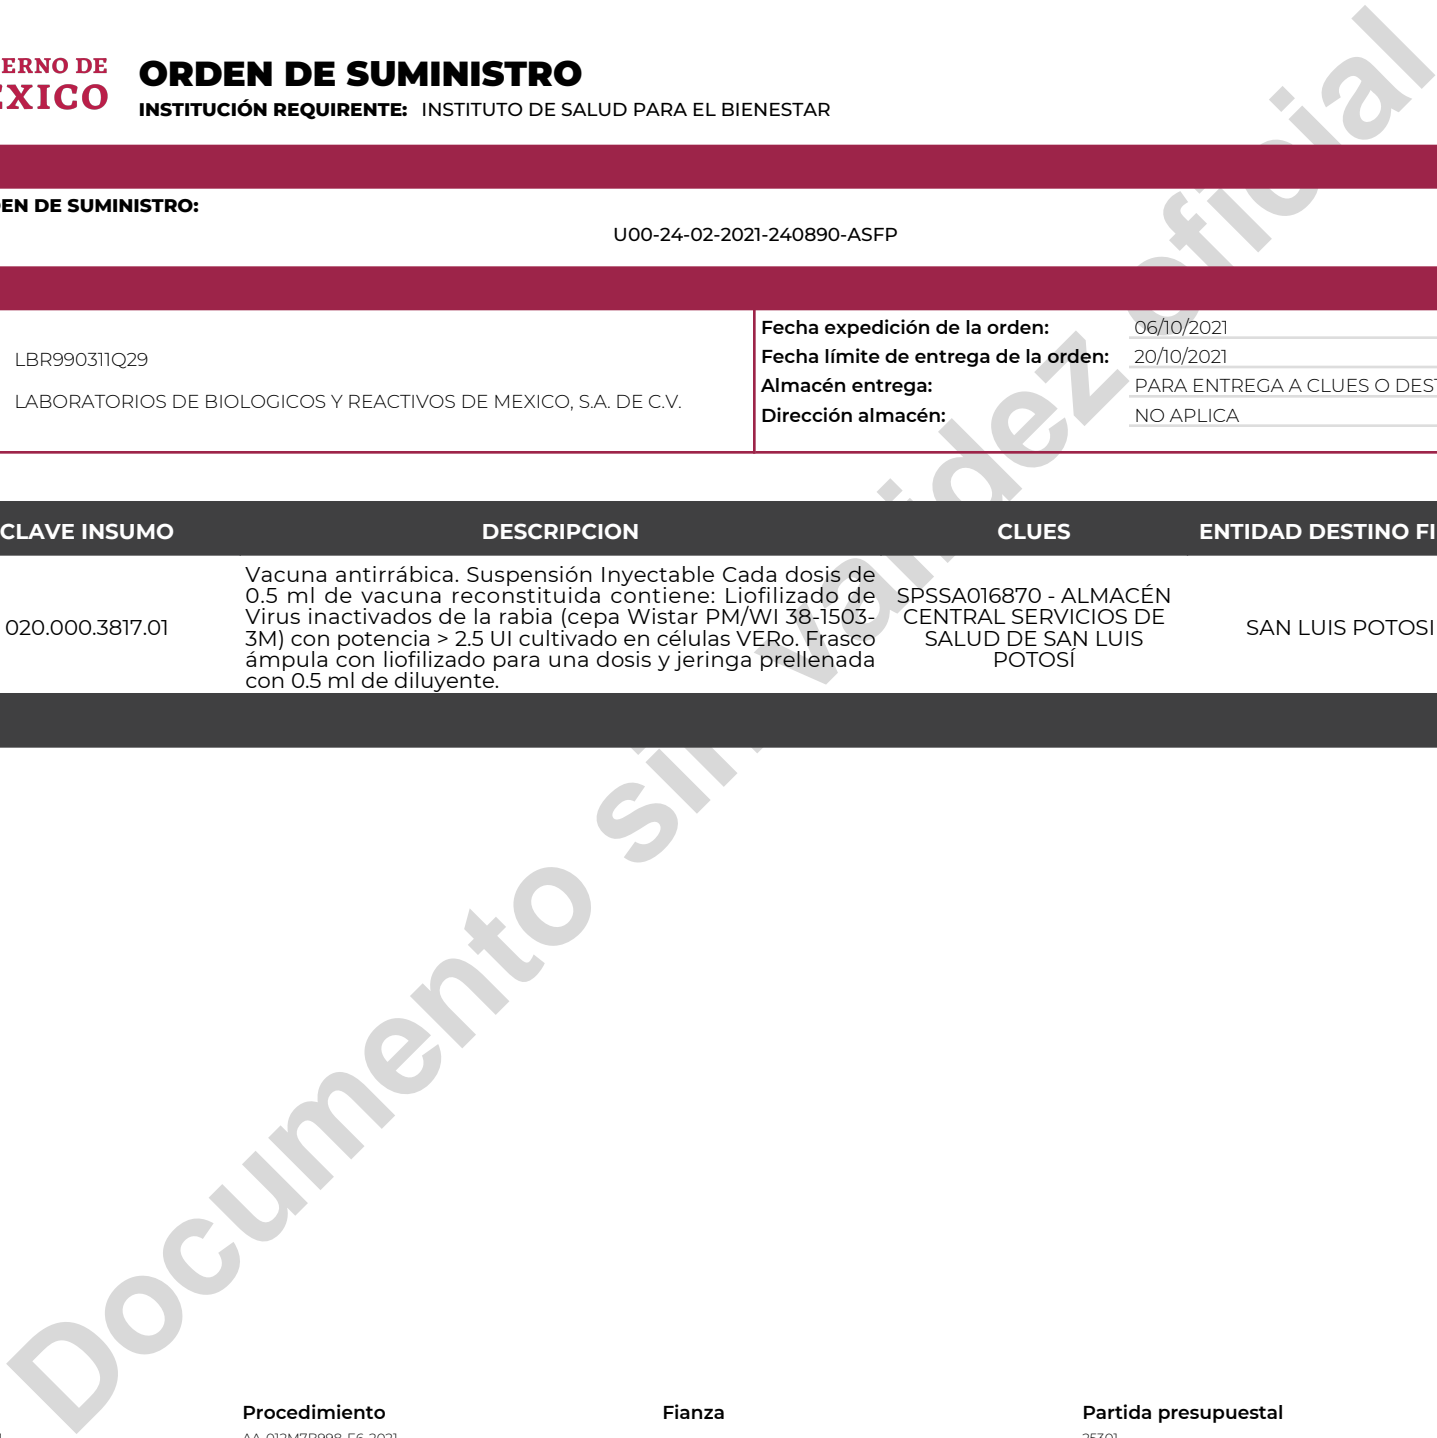 ERNO DE
ORDEN DE SUMINISTRO
INSTITUCIÓN REQUIRENTE: INSTITUTO DE SALUD PARA EL BIENESTAR
EN DE SUMINISTRO:
U00-24-02-2021-240890-ASFP
LBR990311Q29
LABORATORIOS DE BIOLOGICOS Y REACTIVOS DE MEXICO, S.A. DE C.V.
Fecha expedición de la orden: 06/10/2021
Fecha límite de entrega de la orden: 20/10/2021
Almacén entrega: PARA ENTREGA A CLUES O DEST
Dirección almacén: NO APLICA
CLAVE INSUMO DESCRIPCION CLUES ENTIDAD DESTINO FI
020.000.3817.01
Vacuna antirrábica. Suspensión Inyectable Cada dosis de
0.5 ml de vacuna reconstituida contiene: Liofilizado de
Virus inactivados de la rabia (cepa Wistar PM/WI 38-1503-
3M) con potencia > 2.5 UI cultivado en células VERo. Frasco
ámpula con liofilizado para una dosis y jeringa prellenada
con 0.5 ml de diluyente.
SPSSA016870 - ALMACÉN
CENTRAL SERVICIOS DE
SALUD DE SAN LUIS
POTOSÍ
SAN LUIS POTOSI
Documento sin validez oficial
Procedimiento Fianza Partida presupuestal